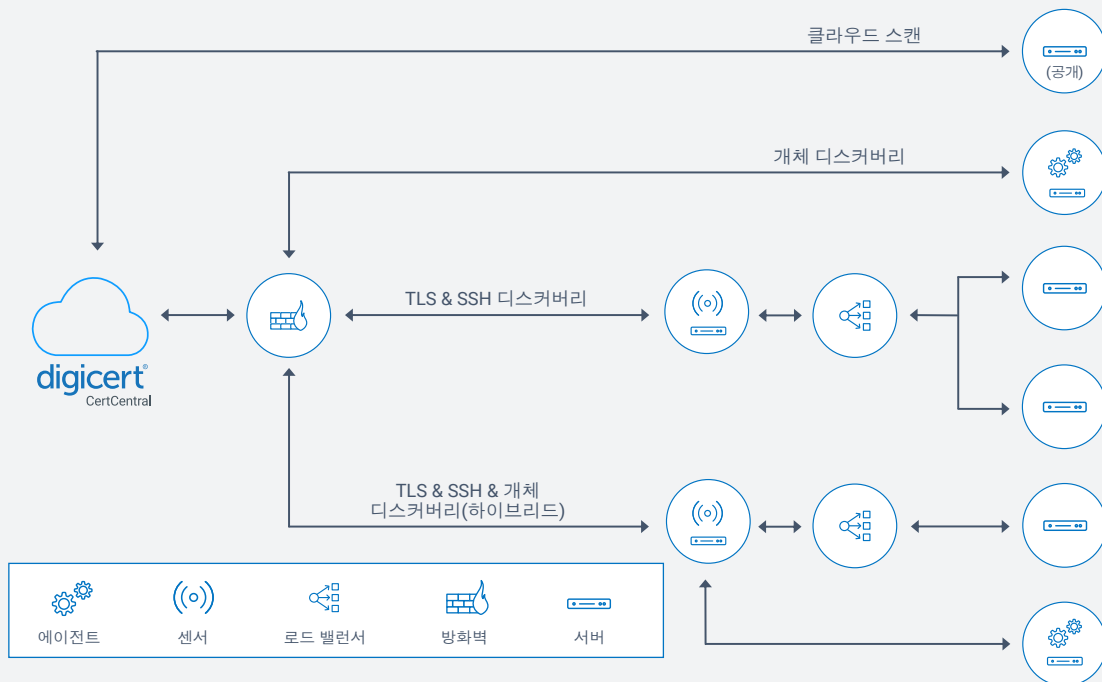 클라우드 스캔
(공개)
개체 디스커버리
TLS & SSH 디스커버리
digicert®
CertCentral
TLS & SSH & 개체
디스커버리(하이브리드)
에이전트
센서
로드 밸런서
방화벽
서버